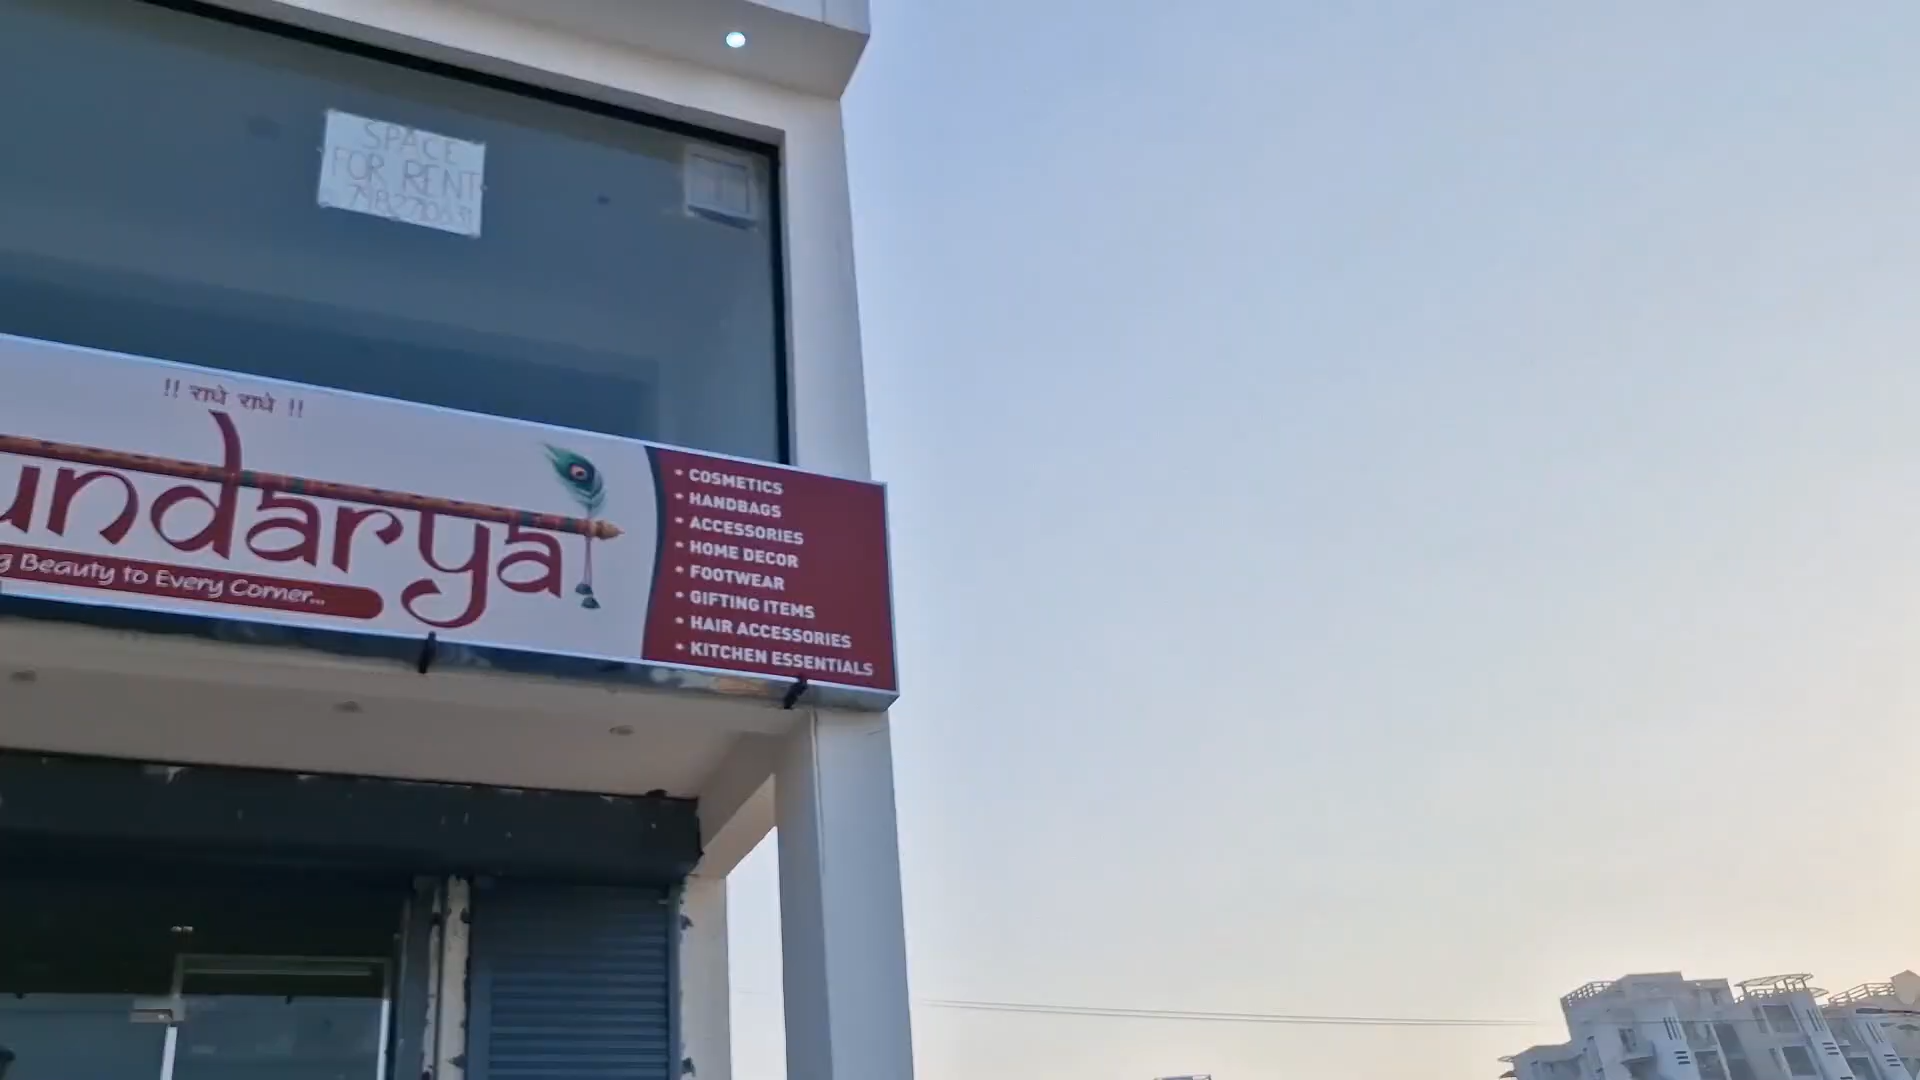 SPACE
FOR RENT
!! राधे राधे !!
undarya
g Beauty to Every Corner...
• COSMETICS
• HANDBAGS
• ACCESSORIES
• HOME DECOR
• FOOTWEAR
• GIFTING ITEMS
• HAIR ACCESSORIES
• KITCHEN ESSENTIALS